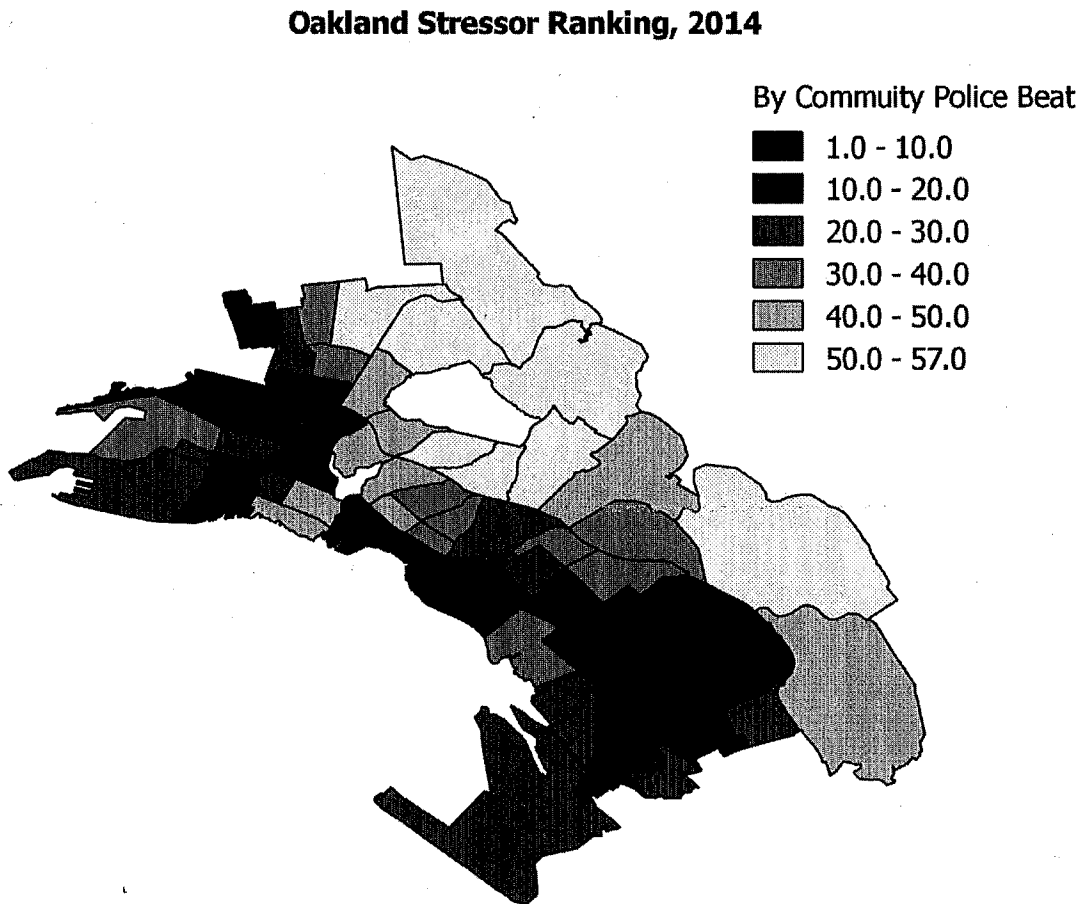 Oakland Stressor Ranking, 2014
By Commuity Police Beat
1.0 - 10.0
10.0 - 20.0
20.0 - 30.0
30.0 - 40.0
40.0 - 50.0
50.0 - 57.0